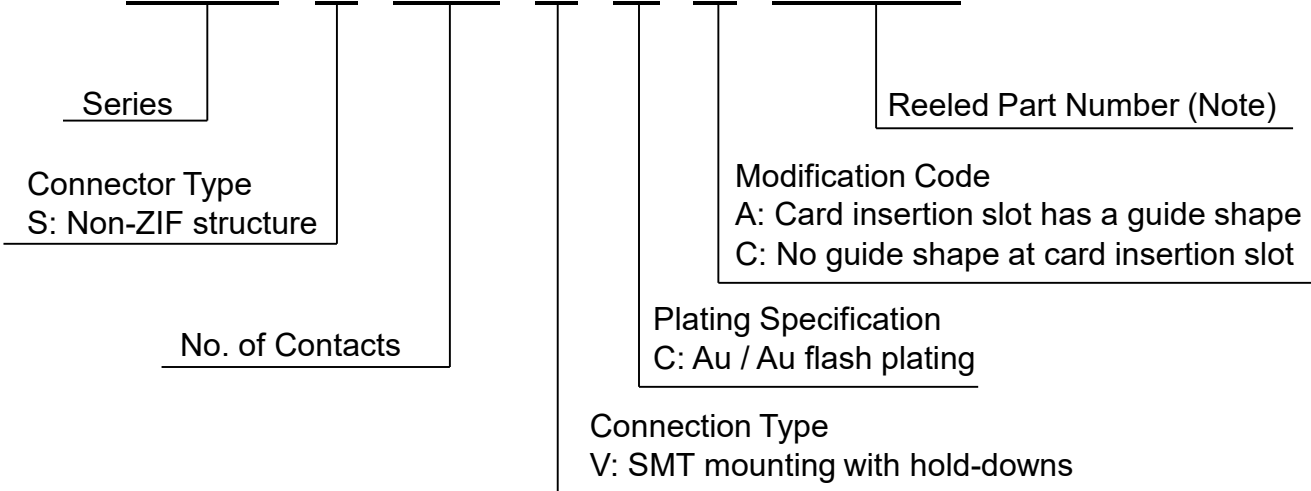 Series
Reeled Part Number (Note)
Connector Type
S: Non-ZIF structure
Modification Code
A: Card insertion slot has a guide shape
C: No guide shape at card insertion slot
No. of Contacts
Plating Specification
C: Au / Au flash plating
Connection Type
V: SMT mounting with hold-downs